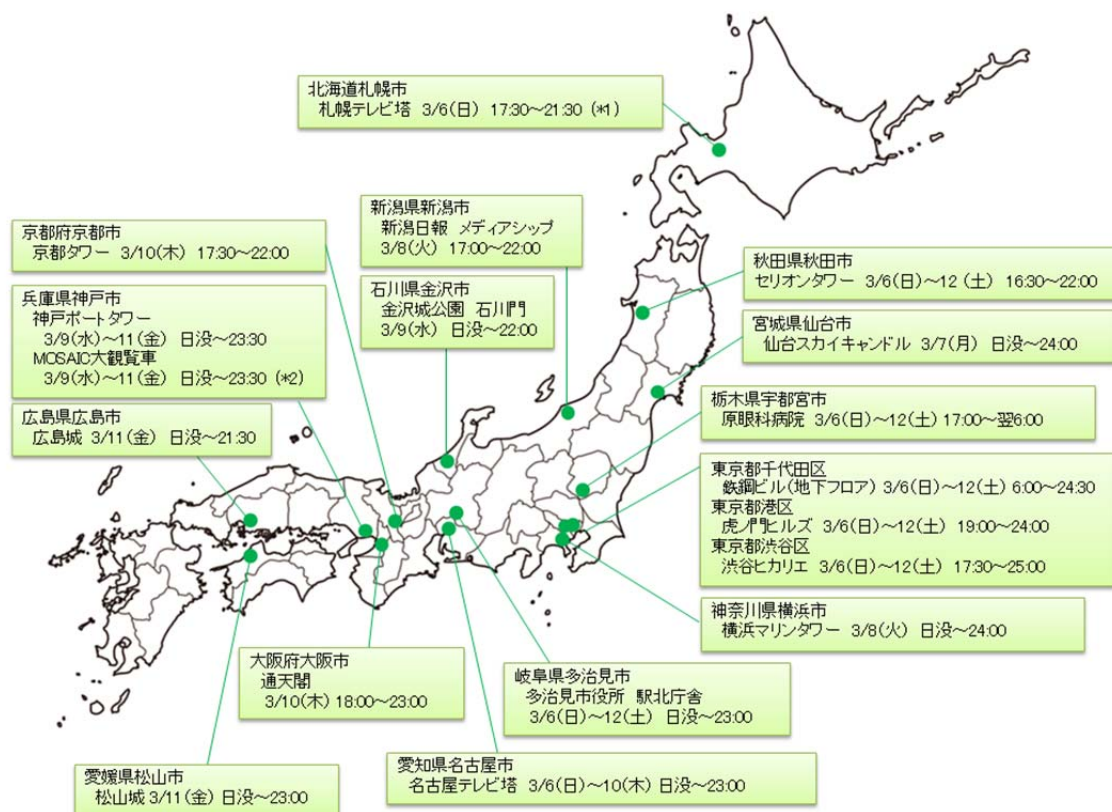 北海道札幌市
札幌テレビ塔 3/6(日) 17:30～21:30 (*1)
新潟県新潟市
新潟日報 メディアシップ
3/8(火) 17:00～22:00
京都府京都市
京都タワー 3/10(木) 17:30～22:00
石川県金沢市
金沢城公園 石川門
3/9(水) 日没～22:00
秋田県秋田市
セリオンタワー 3/6(日)～12(土) 16:30～22:00
兵庫県神戸市
神戸ポートタワー
3/9(水)～11(金) 日没～23:30
MOSAIC大観覧車
3/9(水)～11(金) 日没～23:30 (*2)
宮城県仙台市
仙台スカイキャンドル 3/7(月) 日没～24:00
栃木県宇都宮市
原眼科病院 3/6(日)～12(土) 17:00～翌6:00
広島県広島市
広島城 3/11(金) 日没～21:30
東京都千代田区
鉄鋼ビル(地下フロア) 3/6(日)～12(土) 6:00～24:30
東京都港区
虎ノ門ヒルズ 3/6(日)～12(土) 19:00～24:00
東京都渋谷区
渋谷ヒカリエ 3/6(日)～12(土) 17:30～25:00
神奈川県横浜市
横浜マリンタワー 3/8(火) 日没～24:00
大阪府大阪市
通天閣
3/10(木) 18:00～23:00
岐阜県多治見市
多治見市役所 駅北庁舎
3/6(日)～12(土) 日没～23:00
愛知県名古屋市
名古屋テレビ塔 3/6(日)～10(木) 日没～23:00
愛媛県松山市
松山城 3/11(金) 日没～23:00